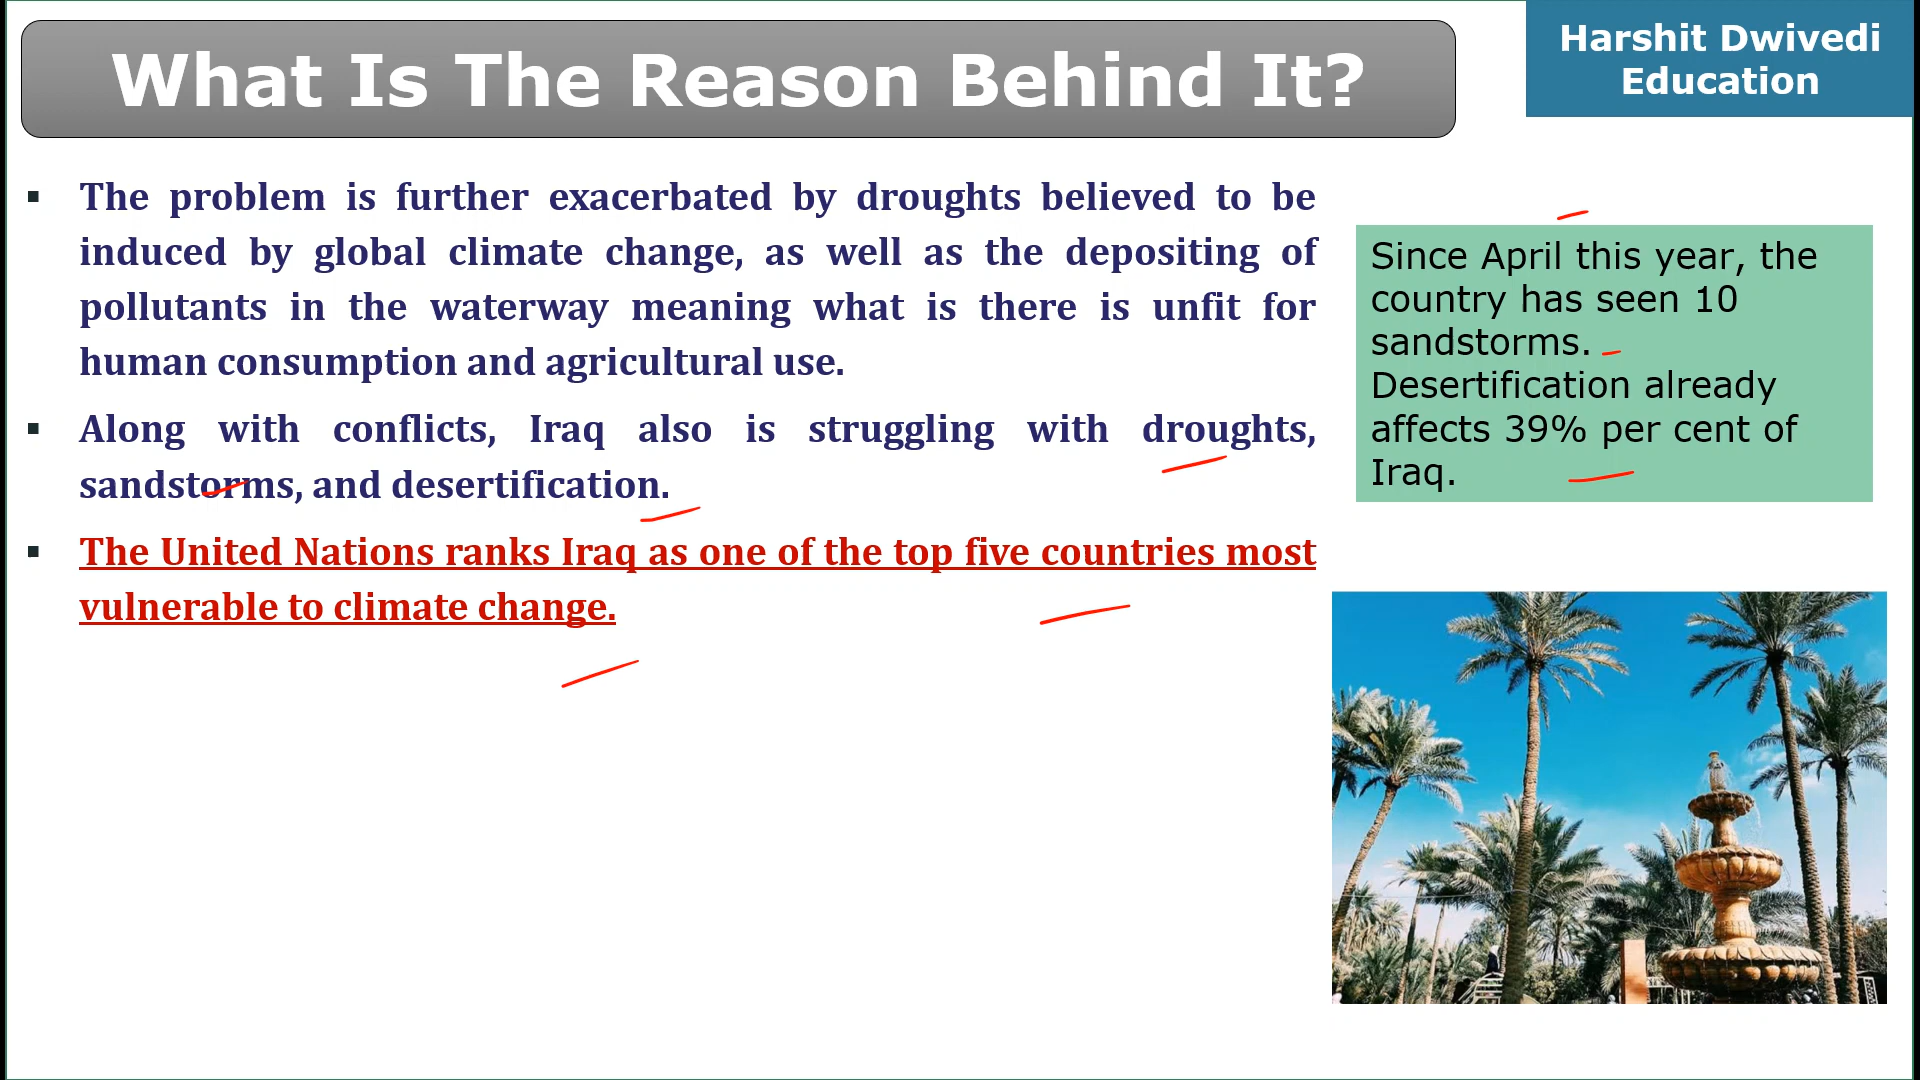 What Is The Reason Behind It?
Harshit Dwivedi
Education
▪ The problem is further exacerbated by droughts believed to be
induced by global climate change, as well as the depositing of
pollutants in the waterway meaning what is there is unfit for
human consumption and agricultural use.
▪ Along with conflicts, Iraq also is struggling with droughts,
sandstorms, and desertification.
▪ The United Nations ranks Iraq as one of the top five countries most
vulnerable to climate change.
Since April this year, the
country has seen 10
sandstorms.
Desertification already
affects 39% per cent of
Iraq.